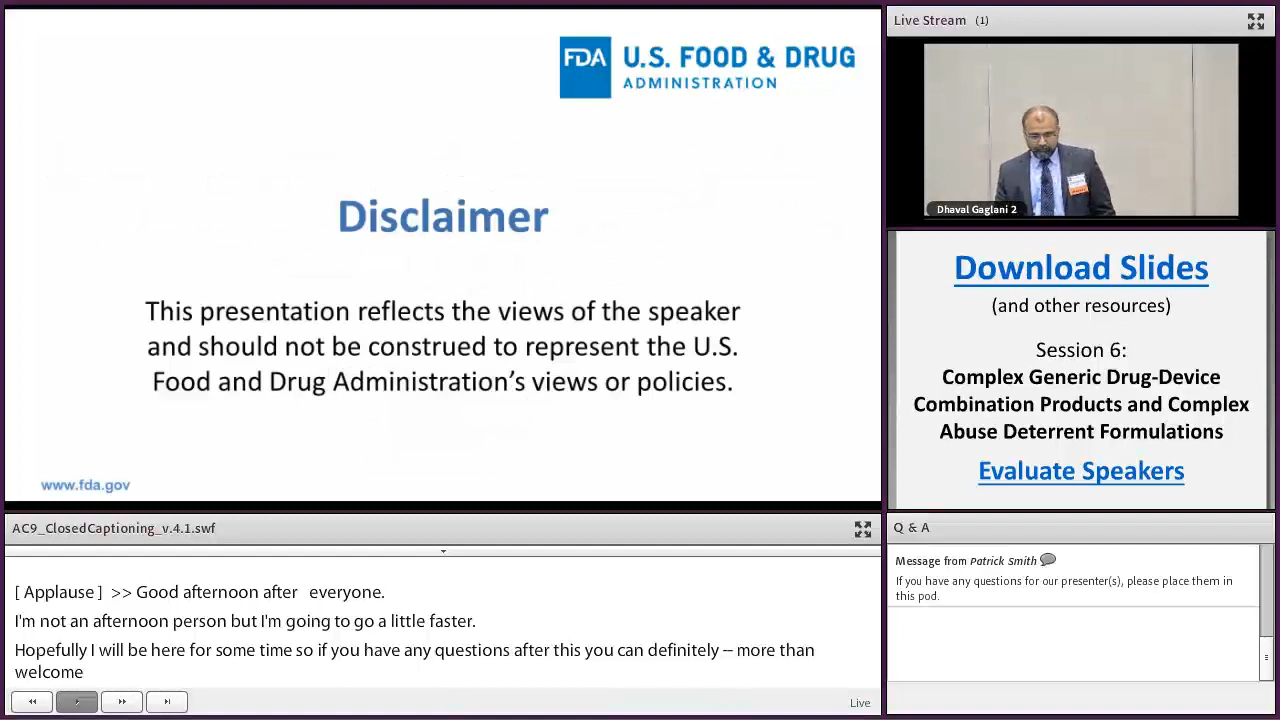 FDA U.S. FOOD & DRUG
ADMINISTRATION
Disclaimer
This presentation reflects the views of the speaker
and should not be construed to represent the U.S.
Food and Drug Administration's views or policies.
www.fda.gov
Live Stream (1)
Dhaval Gaglani 2
Download Slides
(and other resources)
Session 6:
Complex Generic Drug-Device
Combination Products and Complex
Abuse Deterrent Formulations
Evaluate Speakers
AC9_ClosedCaptioning_v.4.1.swf
[ Applause ] >> Good afternoon after everyone.
I'm not an afternoon person but I'm going to go a little faster.
Hopefully I will be here for some time so if you have any questions after this you can definitely -- more than
welcome
Live
Q & A
Message from Patrick Smith
If you have any questions for our presenter(s), please place them in
this pod.